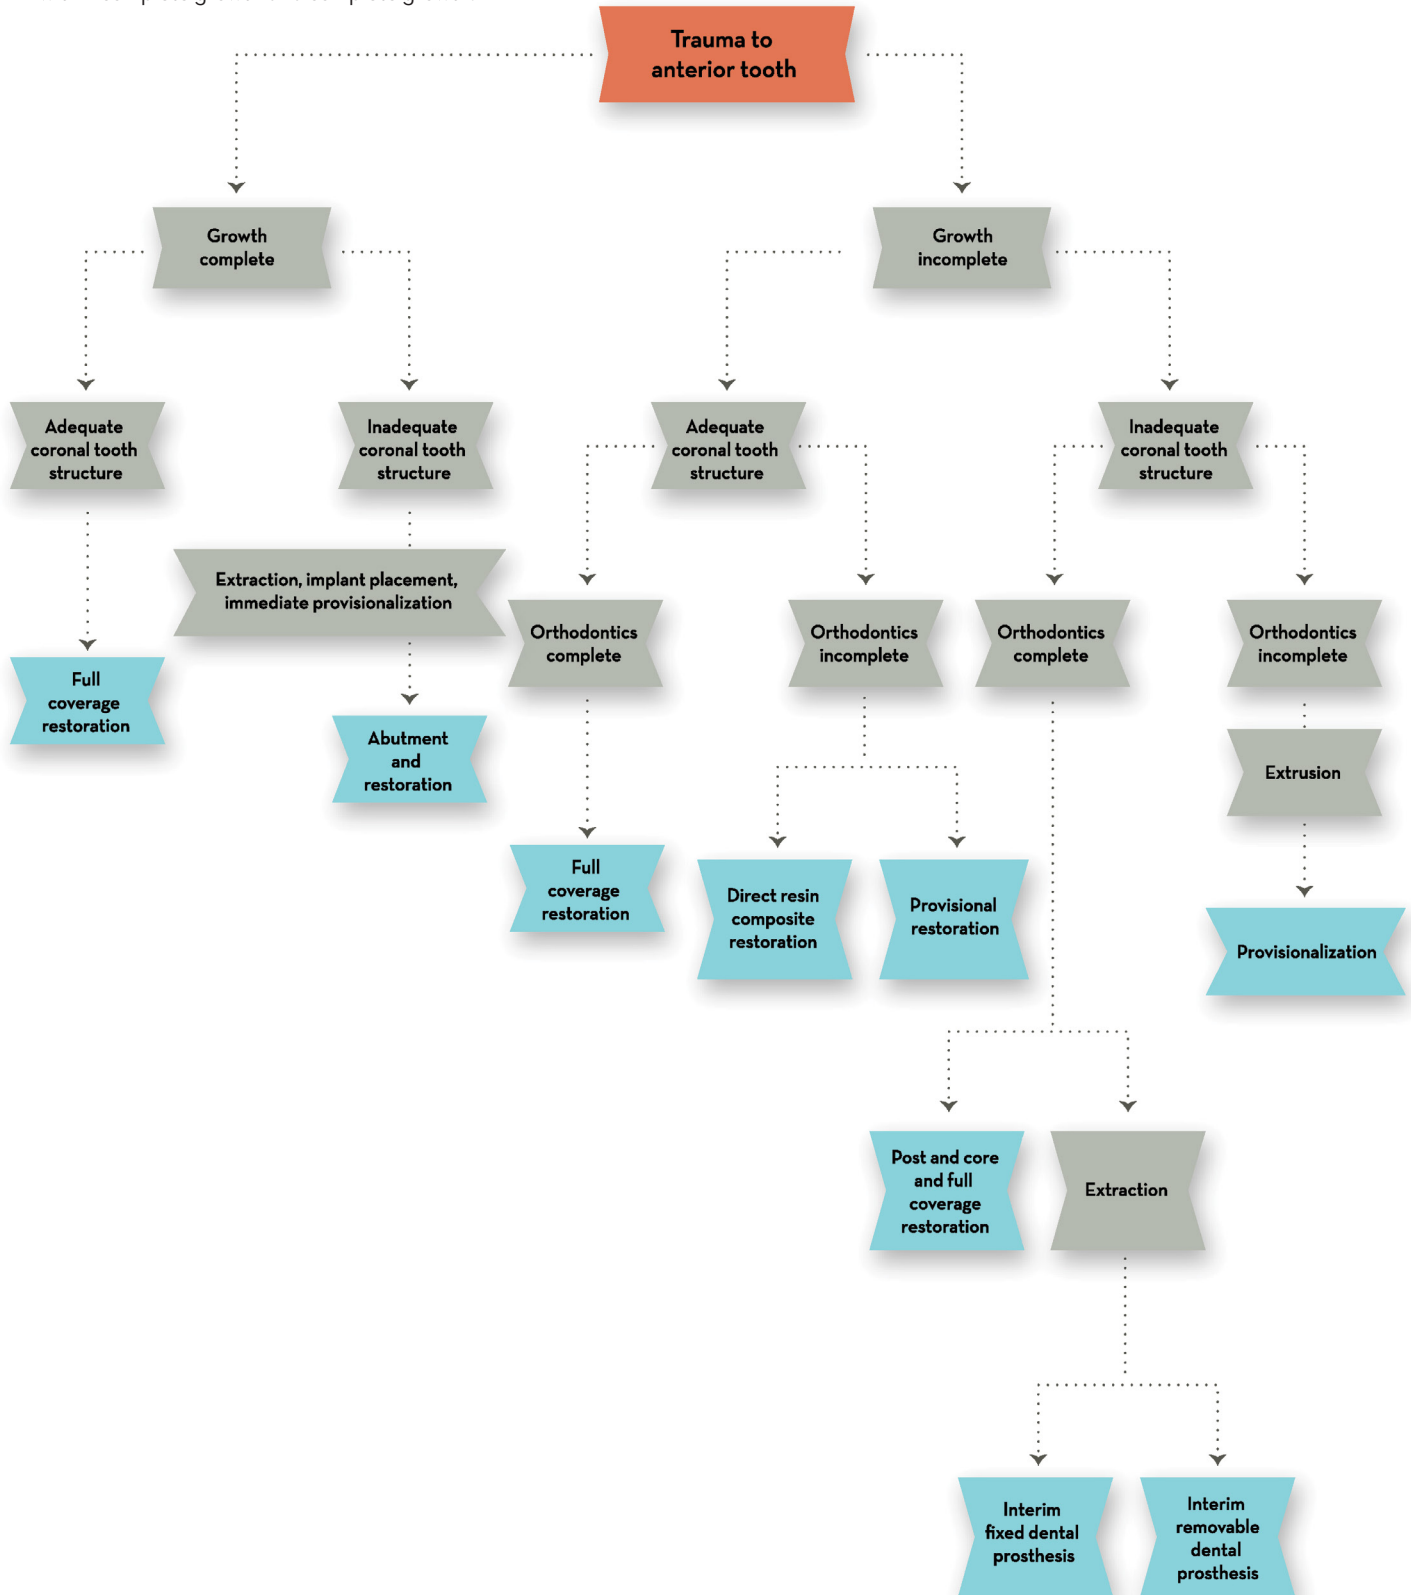 Trauma to
anterior tooth
Growth
complete
Growth
incomplete
Adequate
coronal tooth
structure
Inadequate
coronal tooth
structure
Adequate
coronal tooth
structure
Inadequate
coronal tooth
structure
Extraction, implant placement,
immediate provisionalization
Orthodontics
complete
Orthodontics
incomplete
Orthodontics
complete
Orthodontics
incomplete
Full
coverage
restoration
Abutment
and
restoration
Extrusion
Full
coverage
restoration
Direct resin
composite
restoration
Provisional
restoration
Provisionalization
Post and core
and full
coverage
restoration
Extraction
Interim
fixed dental
prosthesis
Interim
removable
dental
prosthesis